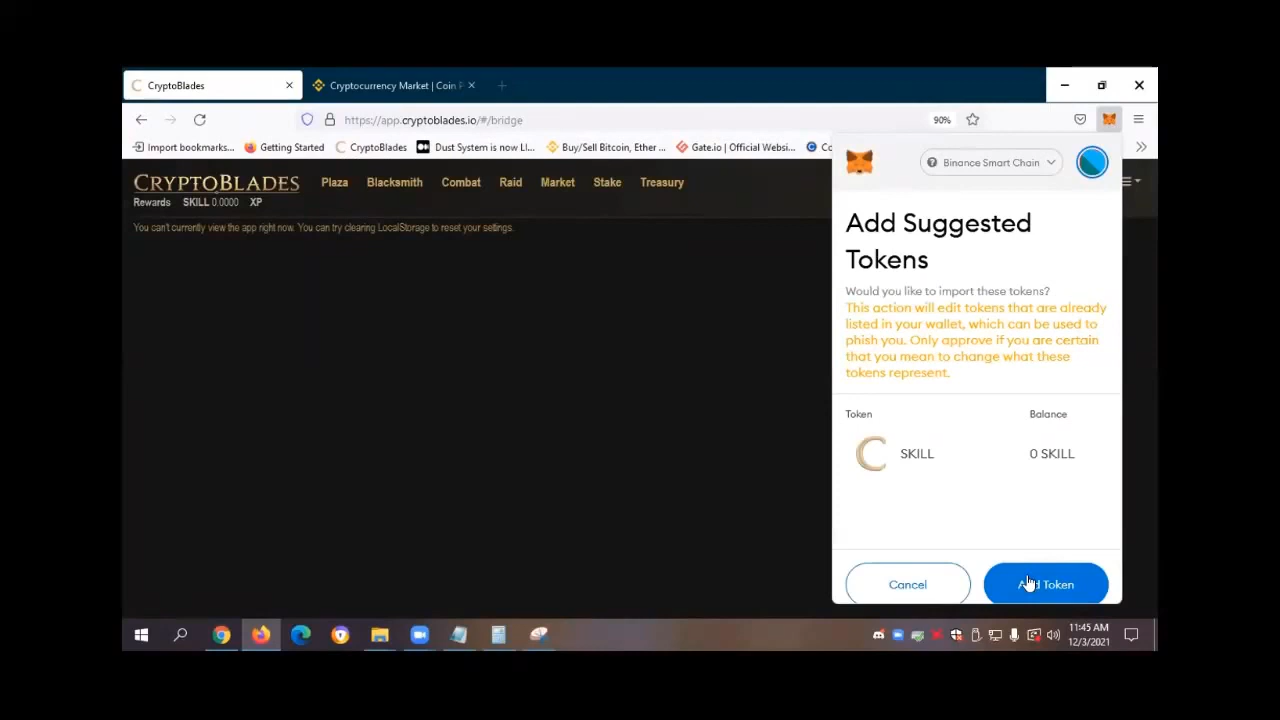 CryptoBlades
Cryptocurrency Market | Coin P
https://app.cryptoblades.io/#/bridge
90%
Import bookmarks...
Getting Started
CryptoBlades
Dust System is now LI...
Buy/Sell Bitcoin, Ether ...
Gate.io | Official Websi...
Co
CRYPTOBLADES
Plaza
Blacksmith
Combat
Raid
Market
Stake
Treasury
Rewards SKILL 0.0000 XP
You can't currently view the app right now. You can try clearing LocalStorage to reset your settings.
Binance Smart Chain
Add Suggested
Tokens
Would you like to import these tokens?
This action will edit tokens that are already
listed in your wallet, which can be used to
phish you. Only approve if you are certain
that you mean to change what these
tokens represent.
Token Balance
SKILL 0 SKILL
Cancel
Add Token
11:45 AM
12/3/2021